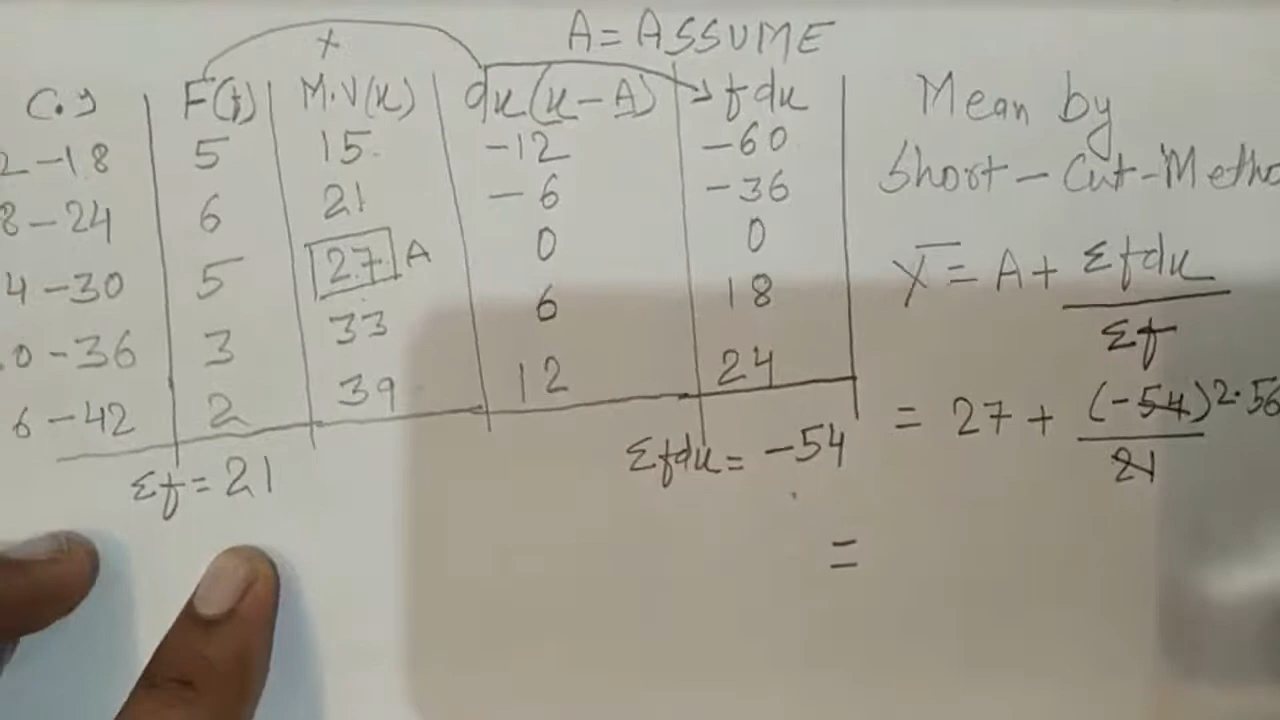 A = ASSUME
×
C.I F(f) M.V(x) dx(x-A) fdx
2-18 5 15 -12 -60
8-24 6 21 -6 -36
4-30 5 27 A 0 0
0-36 3 33 6 18
6-42 2 39 12 24
Σf = 21 Σfdx = -54
Mean by
Short-Cut-Metho
X̄ = A + Σfdx
Σf
= 27 + (-54) 2.56
21
=